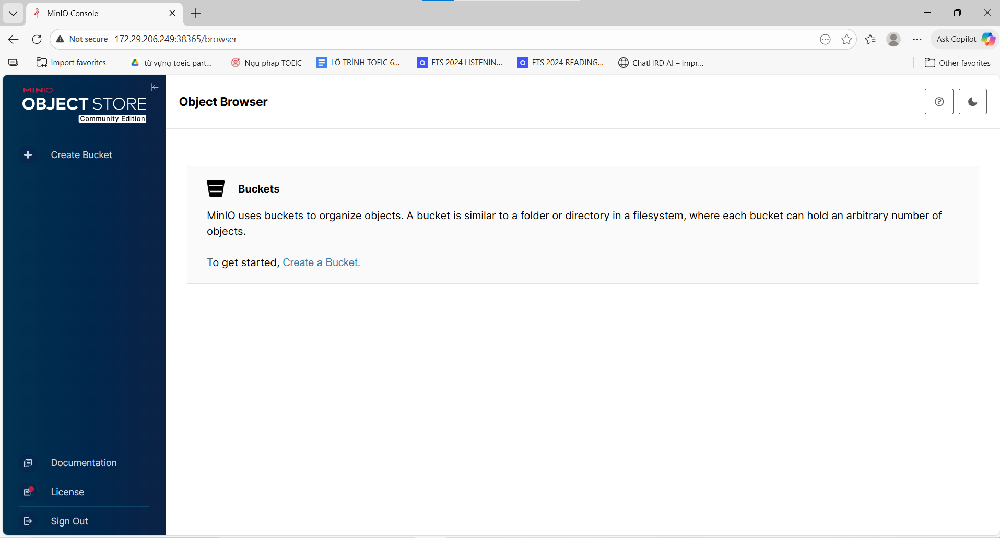 MinIO Console
Not secure 172.29.206.249:38365/browser
Ask Copilot
Import favorites
từ vựng toeic part...
Ngu phap TOEIC
LỘ TRÌNH TOEIC 6...
ETS 2024 LISTENIN...
ETS 2024 READING...
ChatHRD AI – Impr...
Other favorites
MINIO
OBJECT STORE
Community Edition
Create Bucket
Documentation
License
Sign Out
Object Browser
Buckets
MinIO uses buckets to organize objects. A bucket is similar to a folder or directory in a filesystem, where each bucket can hold an arbitrary number of
objects.
To get started, Create a Bucket.